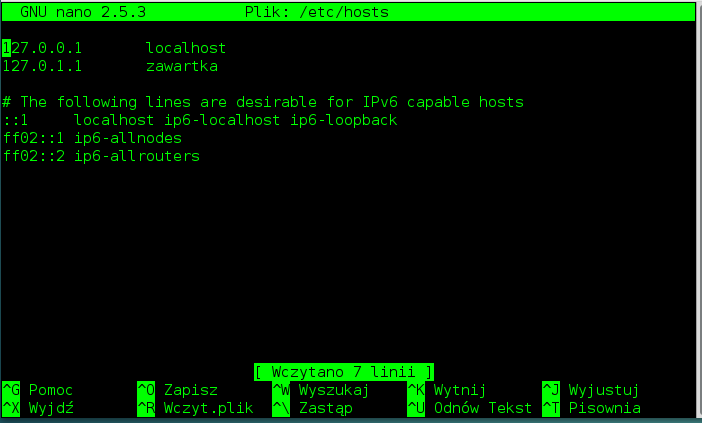 GNU nano 2.5.3 Plik: /etc/hosts
127.0.0.1 localhost
127.0.1.1 zawartka
# The following lines are desirable for IPv6 capable hosts
::1 localhost ip6-localhost ip6-loopback
ff02::1 ip6-allnodes
ff02::2 ip6-allrouters
[ Wczytano 7 linii ]
^G Pomoc ^O Zapisz ^W Wyszukaj ^K Wytnij ^J Wyjustuj
^X Wyjdź ^R Wczyt.plik ^\ Zastąp ^U Odnów Tekst ^T Pisownia